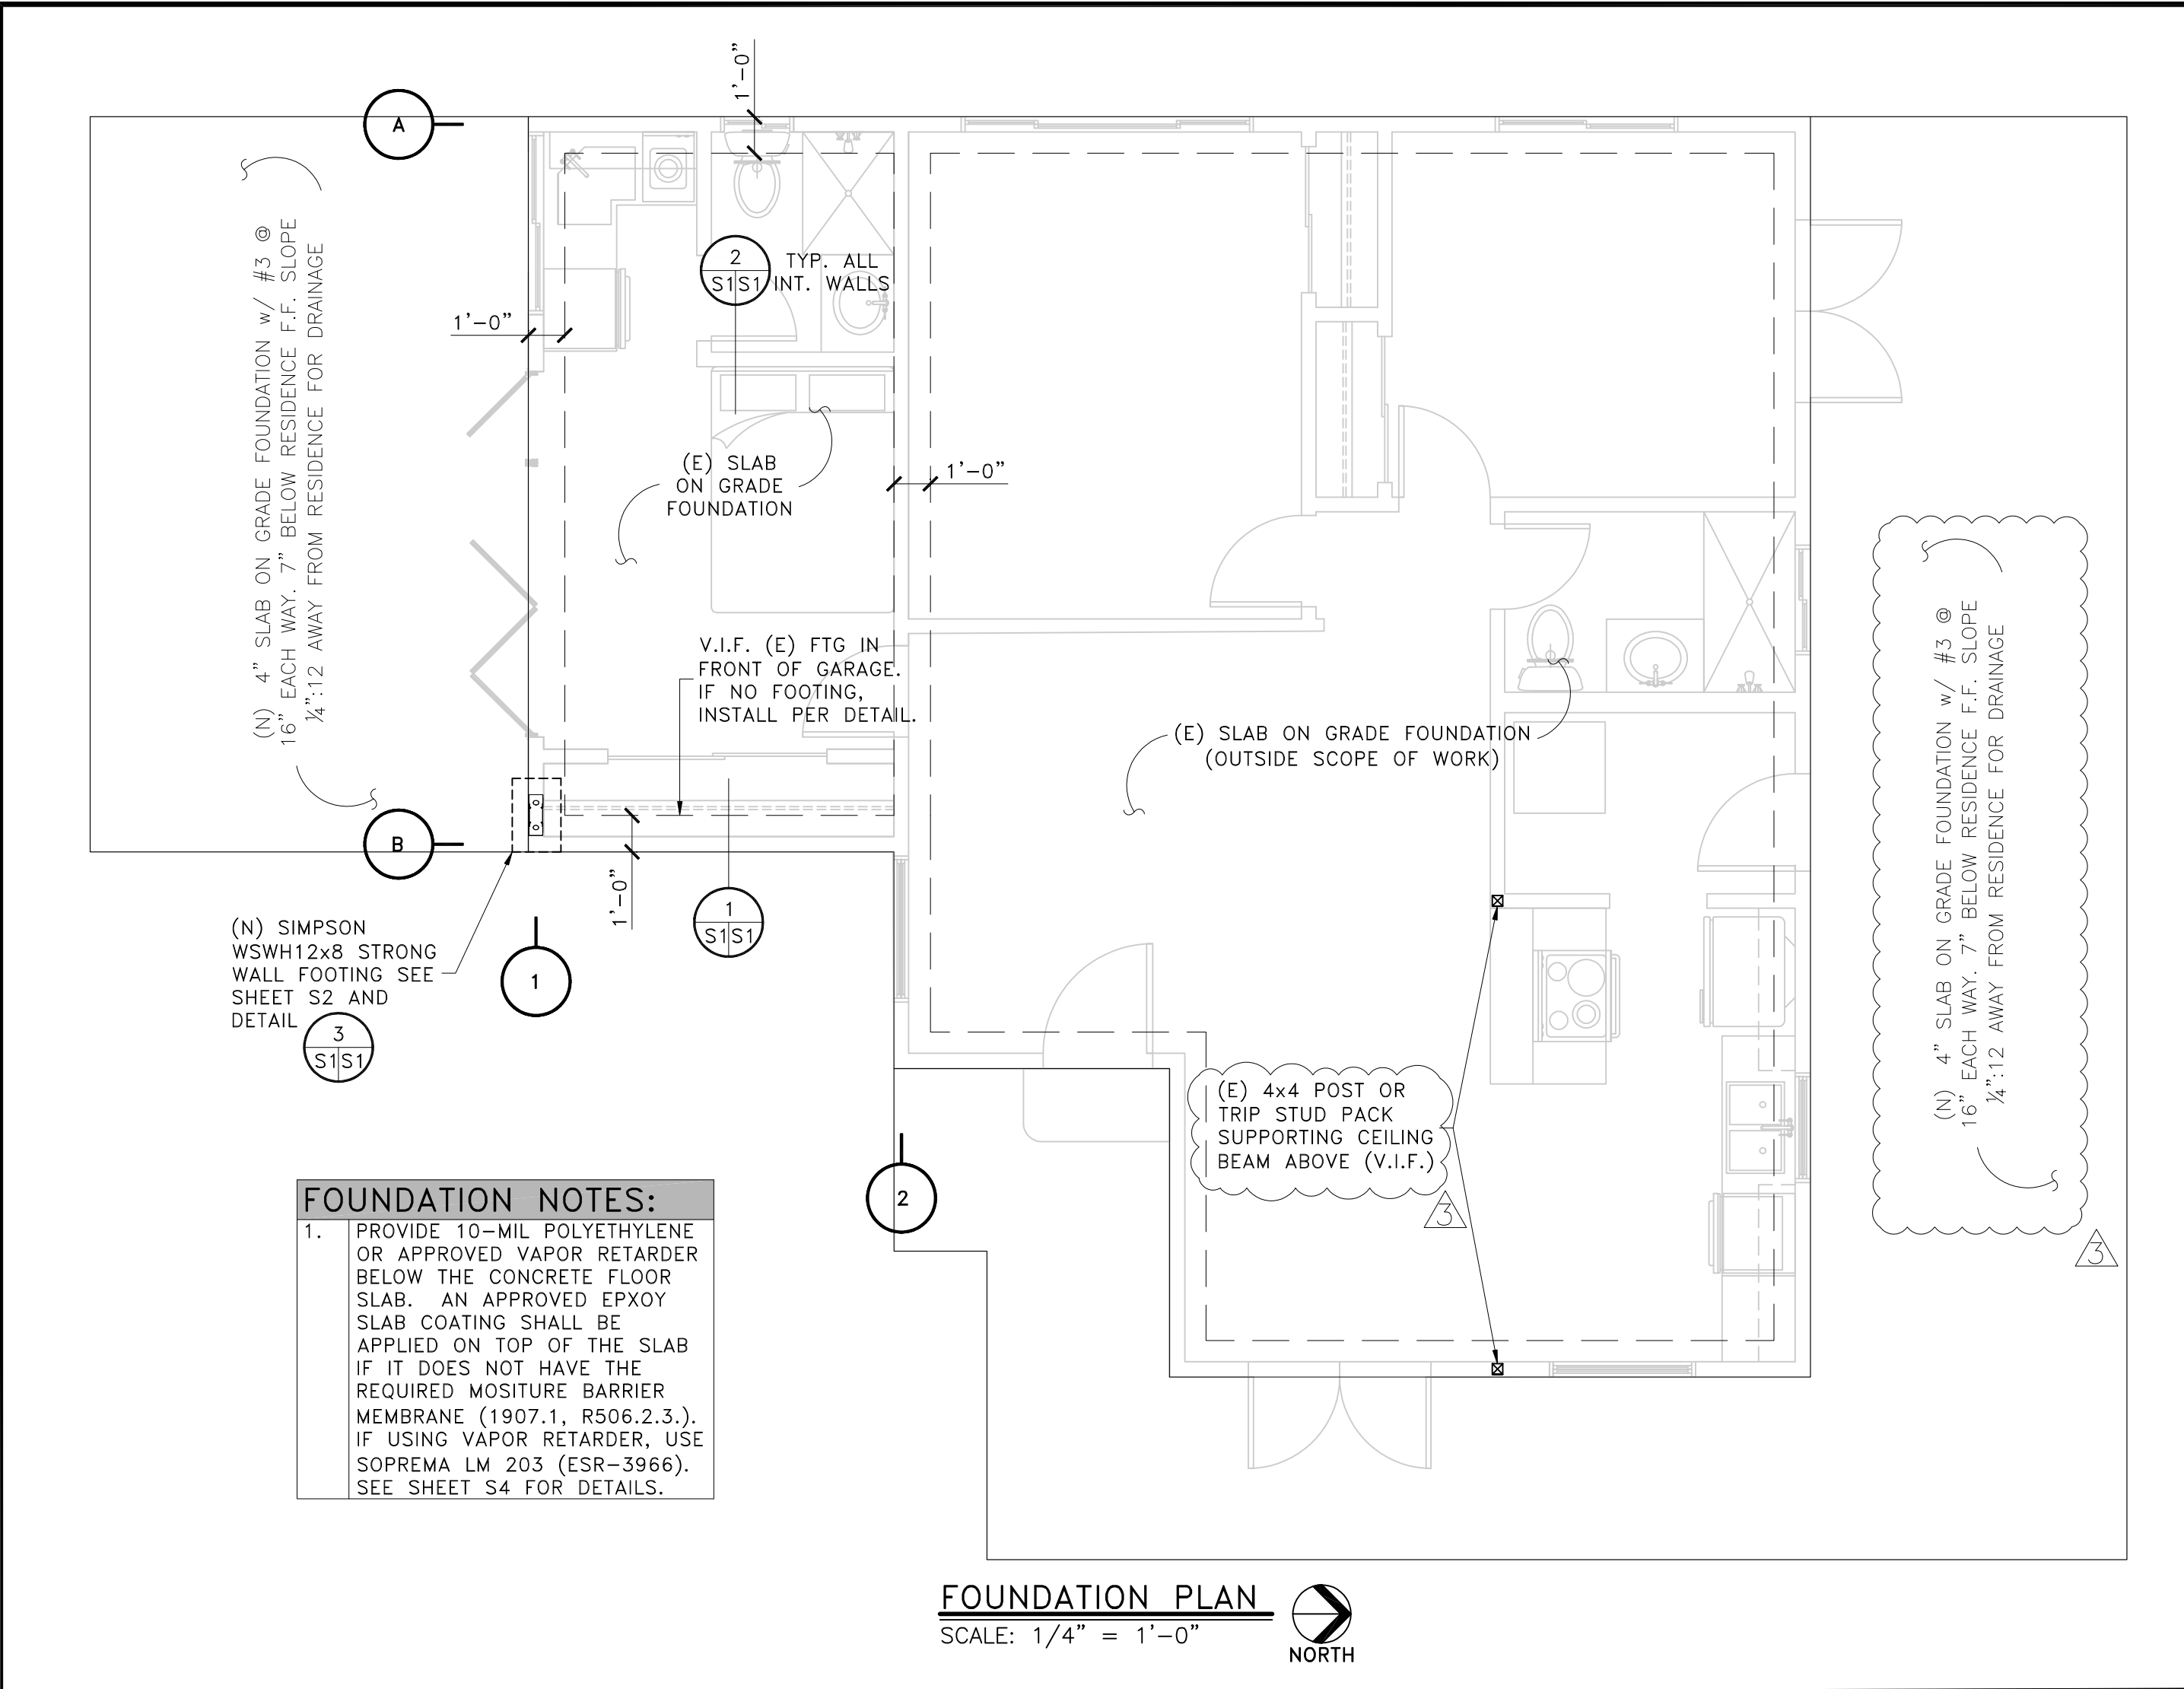 1'-0"
A
(N) 4" SLAB ON GRADE FOUNDATION w/ #3 @
16" EACH WAY. 7" BELOW RESIDENCE F.F. SLOPE
¼":12 AWAY FROM RESIDENCE FOR DRAINAGE
2
S1 S1
TYP. ALL
INT. WALLS
1'-0"
(E) SLAB
ON GRADE
FOUNDATION
1'-0"
V.I.F. (E) FTG IN
FRONT OF GARAGE.
IF NO FOOTING,
INSTALL PER DETAIL.
(E) SLAB ON GRADE FOUNDATION
(OUTSIDE SCOPE OF WORK)
(N) 4" SLAB ON GRADE FOUNDATION w/ #3 @
16" EACH WAY. 7" BELOW RESIDENCE F.F. SLOPE
¼":12 AWAY FROM RESIDENCE FOR DRAINAGE
3
B
1'-0"
1
S1 S1
(N) SIMPSON
WSWH12x8 STRONG
WALL FOOTING SEE
SHEET S2 AND
DETAIL
3
S1 S1
1
2
(E) 4x4 POST OR
TRIP STUD PACK
SUPPORTING CEILING
BEAM ABOVE (V.I.F.)
3
FOUNDATION NOTES:
1. PROVIDE 10-MIL POLYETHYLENE
OR APPROVED VAPOR RETARDER
BELOW THE CONCRETE FLOOR
SLAB. AN APPROVED EPXOY
SLAB COATING SHALL BE
APPLIED ON TOP OF THE SLAB
IF IT DOES NOT HAVE THE
REQUIRED MOSITURE BARRIER
MEMBRANE (1907.1, R506.2.3.).
IF USING VAPOR RETARDER, USE
SOPREMA LM 203 (ESR-3966).
SEE SHEET S4 FOR DETAILS.
FOUNDATION PLAN
SCALE: 1/4" = 1'-0"
NORTH